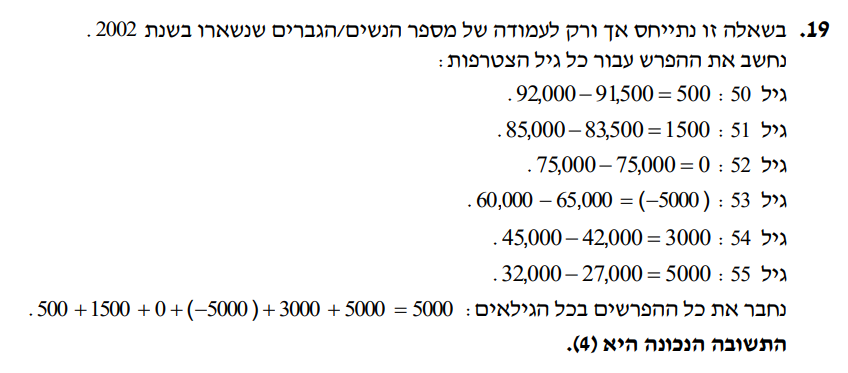 19. בשאלה זו נתייחס אך ורק לעמודה של מספר הנשים/הגברים שנשארו בשנת 2002.
נחשב את ההפרש עבור כל גיל הצטרפות:
גיל 50 : 92,000 – 91,500 = 500.
גיל 51 : 85,000 – 83,500 = 1500.
גיל 52 : 75,000 – 75,000 = 0.
גיל 53 : 60,000 – 65,000 = (–5000).
גיל 54 : 45,000 – 42,000 = 3000.
גיל 55 : 32,000 – 27,000 = 5000.
נחבר את כל ההפרשים בכל הגילאים: 500 + 1500 + 0 + (–5000) + 3000 + 5000 = 5000.
התשובה הנכונה היא (4).